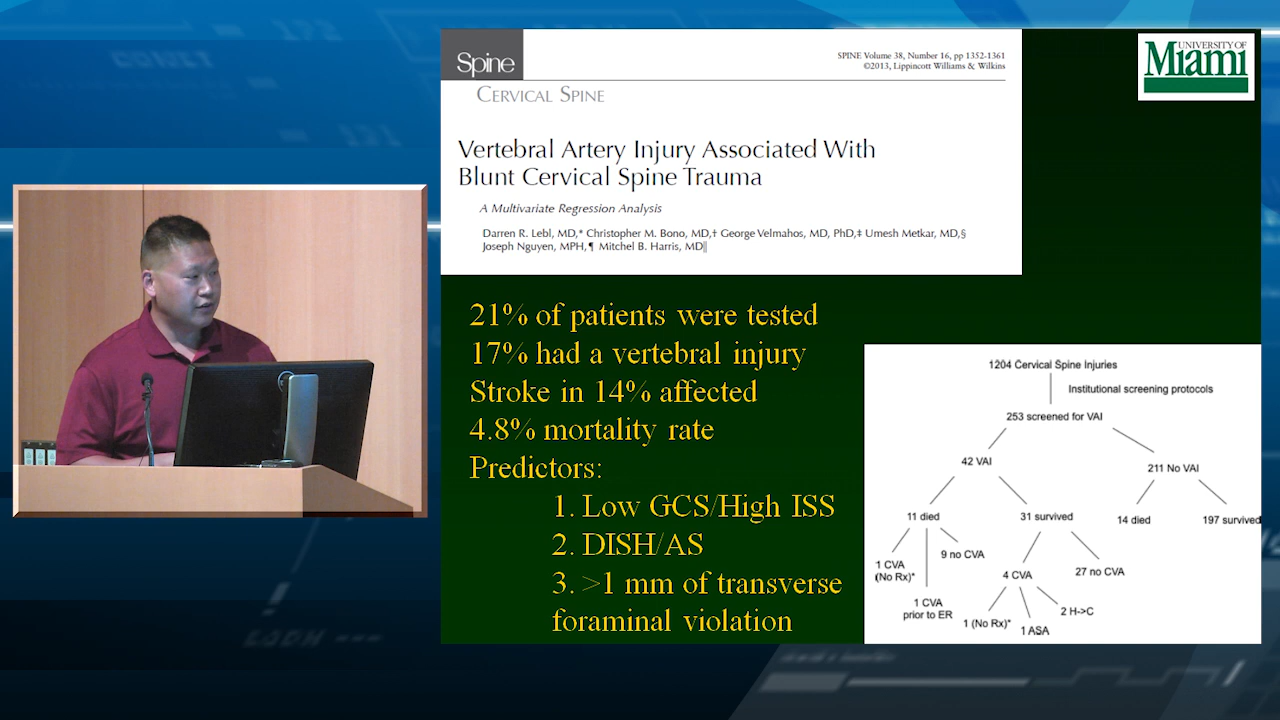 Spine
SPINE Volume 38, Number 16, pp 1352-1361
©2013, Lippincott Williams & Wilkins
CERVICAL SPINE
Vertebral Artery Injury Associated With
Blunt Cervical Spine Trauma
A Multivariate Regression Analysis
Darren R. Lebl, MD,* Christopher M. Bono, MD,† George Velmahos, MD, PhD,‡ Umesh Metkar, MD,§
Joseph Nguyen, MPH,¶ Mitchel B. Harris, MD||
UNIVERSITY OF
Miami
21% of patients were tested
17% had a vertebral injury
Stroke in 14% affected
4.8% mortality rate
Predictors:
1. Low GCS/High ISS
2. DISH/AS
3. >1 mm of transverse
foraminal violation
1204 Cervical Spine Injuries
Institutional screening protocols
253 screened for VAI
42 VAI
211 No VAI
11 died
31 survived
14 died
197 survived
1 CVA
(No Rx)*
9 no CVA
4 CVA
27 no CVA
1 CVA
prior to ER
1 (No Rx)*
1 ASA
2 H->C